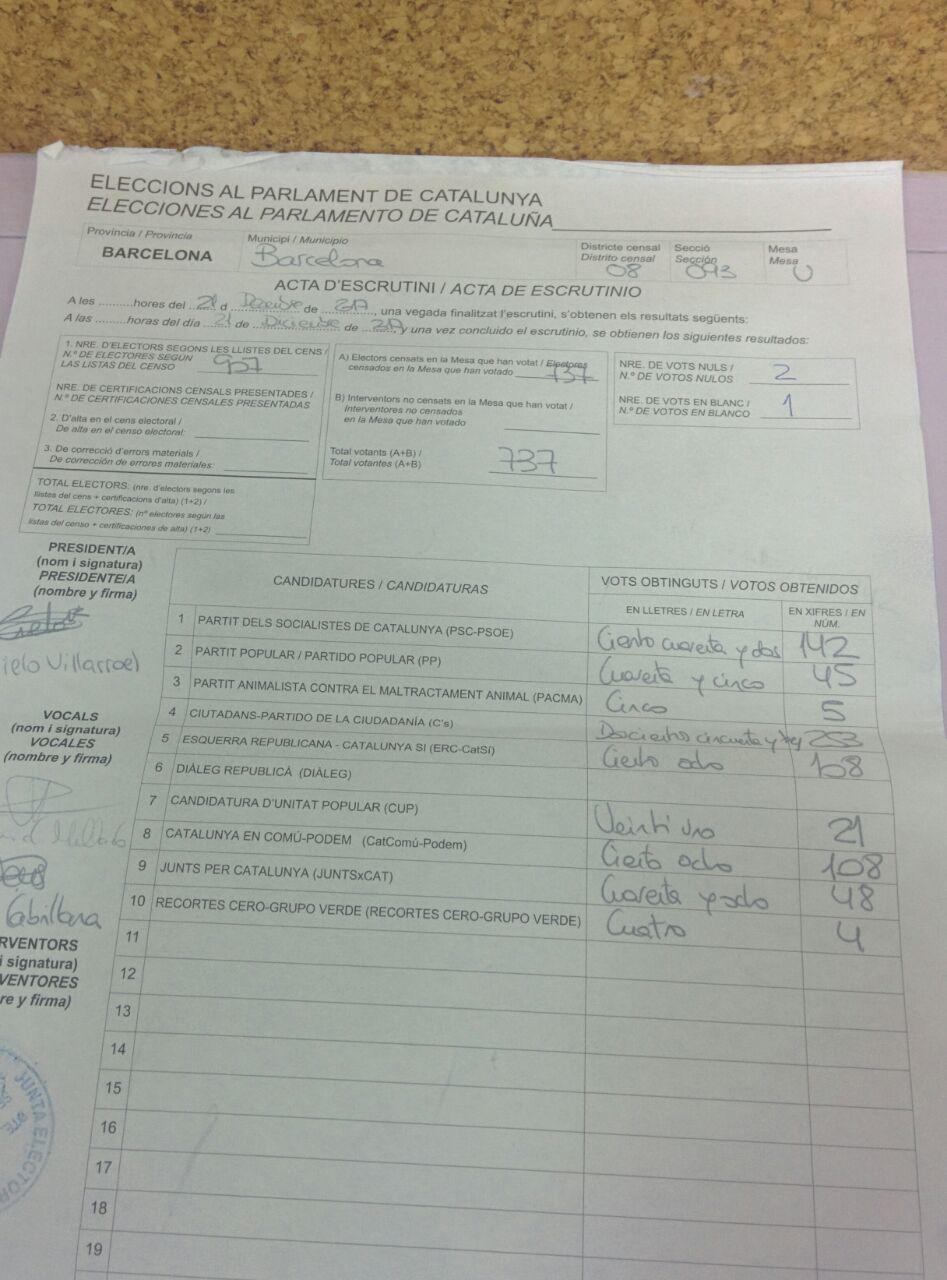 ELECCIONS AL PARLAMENT DE CATALUNYA
ELECCIONES AL PARLAMENTO DE CATALUÑA
Província / Provincia
BARCELONA
Municipi / Municipio
Barcelona
Districte censal
Distrito censal
08
Secció
Sección
093
Mesa
Mesa
U
ACTA D'ESCRUTINI / ACTA DE ESCRUTINIO
A les ..........hores del ...21 d Deciembre de ...2017..., una vegada finalitzat l'escrutini, s'obtenen els resultats següents:
A las .........horas del día ...21 de Diciembre de ...2017..., y una vez concluido el escrutinio, se obtienen los siguientes resultados:
1. NRE. D'ELECTORS SEGONS LES LLISTES DEL CENS /
N.º DE ELECTORES SEGÚN
LAS LISTAS DEL CENSO
937
NRE. DE CERTIFICACIONS CENSALS PRESENTADES /
N.º DE CERTIFICACIONES CENSALES PRESENTADAS
2. D'alta en el cens electoral /
De alta en el censo electoral:
3. De correcció d'errors materials /
De corrección de errores materiales:
TOTAL ELECTORS: (nre. d'electors segons les
llistes del cens + certificacions d'alta) (1+2) /
TOTAL ELECTORES: (nº electores según las
listas del censo + certificaciones de alta) (1+2)
A) Electors censats en la Mesa que han votat / Electores
censados en la Mesa que han votado 737
B) Interventors no censats en la Mesa que han votat /
Interventores no censados
en la Mesa que han votado
Total votants (A+B) /
Total votantes (A+B)
737
NRE. DE VOTS NULS /
N.º DE VOTOS NULOS
2
NRE. DE VOTS EN BLANC /
N.º DE VOTOS EN BLANCO
1
PRESIDENT/A
(nom i signatura)
PRESIDENTE/A
(nombre y firma)
ielo Villarroel
VOCALS
(nom i signatura)
VOCALES
(nombre y firma)
Cabillana
RVENTORS
i signatura)
VENTORES
re y firma)
JUNTA ELECTOR
CANDIDATURES / CANDIDATURAS
VOTS OBTINGUTS / VOTOS OBTENIDOS
EN LLETRES / EN LETRA
EN XIFRES / EN NÚM.
1 PARTIT DELS SOCIALISTES DE CATALUNYA (PSC-PSOE) Ciento cuarenta y dos 142
2 PARTIT POPULAR / PARTIDO POPULAR (PP) Cuarenta y cinco 45
3 PARTIT ANIMALISTA CONTRA EL MALTRACTAMENT ANIMAL (PACMA) Cinco 5
4 CIUTADANS-PARTIDO DE LA CIUDADANÍA (C's) Doscientos cincuenta y tres 253
5 ESQUERRA REPUBLICANA - CATALUNYA SÍ (ERC-CatSí) Ciento ocho 108
6 DIÀLEG REPUBLICÀ (DIÀLEG)
7 CANDIDATURA D'UNITAT POPULAR (CUP) Veintiuno 21
8 CATALUNYA EN COMÚ-PODEM (CatComú-Podem) Ciento ocho 108
9 JUNTS PER CATALUNYA (JUNTSxCAT) Cuarenta y ocho 48
10 RECORTES CERO-GRUPO VERDE (RECORTES CERO-GRUPO VERDE) Cuatro 4
11
12
13
14
15
16
17
18
19